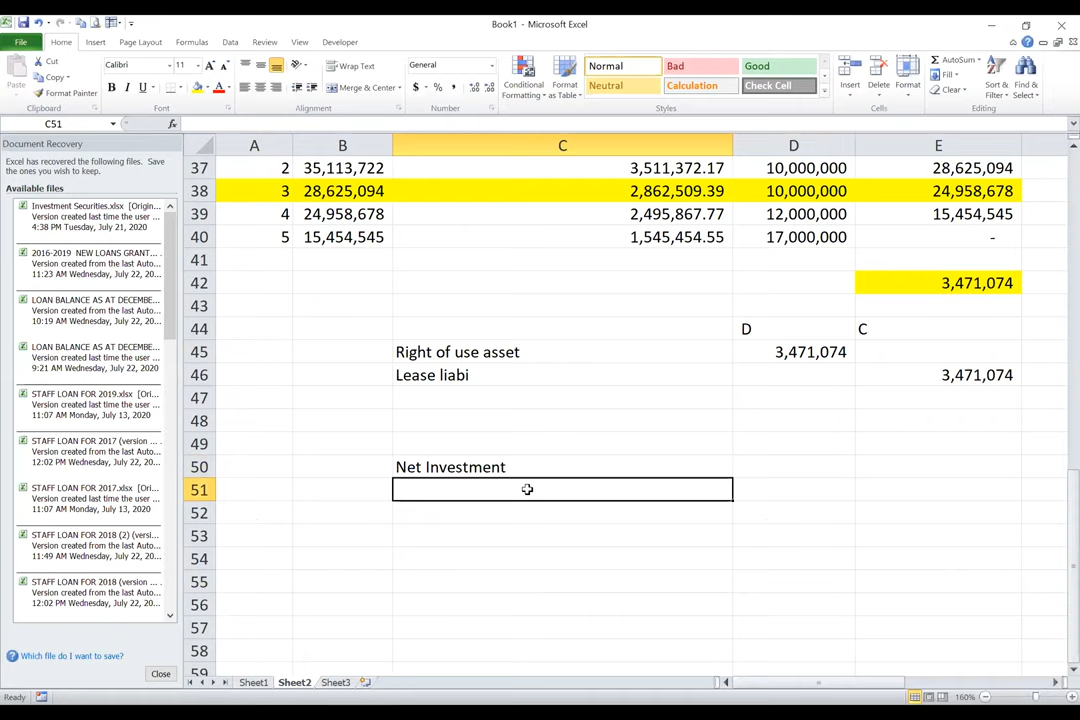 Book1 - Microsoft Excel
File Home Insert Page Layout Formulas Data Review View Developer
Paste
Cut
Copy
Format Painter
Clipboard
Calibri 11
B I U
Font
Wrap Text
Merge & Center
Alignment
General
$ % ,
Number
Conditional Formatting
Format as Table
Normal Bad Good
Neutral Calculation Check Cell
Styles
Insert Delete Format
Cells
AutoSum
Fill
Clear
Sort & Filter
Find & Select
Editing
C51 fx
Document Recovery
Excel has recovered the following files. Save
the ones you wish to keep.
Available files
Investment Securities.xlsx [Origin...
Version created last time the user ...
4:38 PM Tuesday, July 21, 2020
2016-2019 NEW LOANS GRANT...
Version created from the last Auto...
11:23 AM Wednesday, July 22, 20...
LOAN BALANCE AS AT DECEMBE...
Version created from the last Auto...
10:19 AM Wednesday, July 22, 20...
LOAN BALANCE AS AT DECEMBE...
Version created from the last Auto...
9:21 AM Wednesday, July 22, 20...
STAFF LOAN FOR 2019.xlsx [Ori...
Version created last time the user ...
11:07 AM Monday, July 13, 2020
STAFF LOAN FOR 2017 (version ...
Version created from the last Auto...
12:02 PM Wednesday, July 22, 20...
STAFF LOAN FOR 2017.xlsx [Ori...
Version created last time the user ...
11:07 AM Monday, July 13, 2020
STAFF LOAN FOR 2018 (2) (versi...
Version created from the last Auto...
11:49 AM Wednesday, July 22, 20...
STAFF LOAN FOR 2018 (version ...
Version created from the last Auto...
12:02 PM Wednesday, July 22, 20...
Which file do I want to save?
Close
A B C D E
37 2 35,113,722 3,511,372.17 10,000,000 28,625,094
38 3 28,625,094 2,862,509.39 10,000,000 24,958,678
39 4 24,958,678 2,495,867.77 12,000,000 15,454,545
40 5 15,454,545 1,545,454.55 17,000,000 -
41
42 3,471,074
43
44 D C
45 Right of use asset 3,471,074
46 Lease liabi 3,471,074
47
48
49
50 Net Investment
51
52
53
54
55
56
57
58
59
Sheet1 Sheet2 Sheet3
Ready 160%